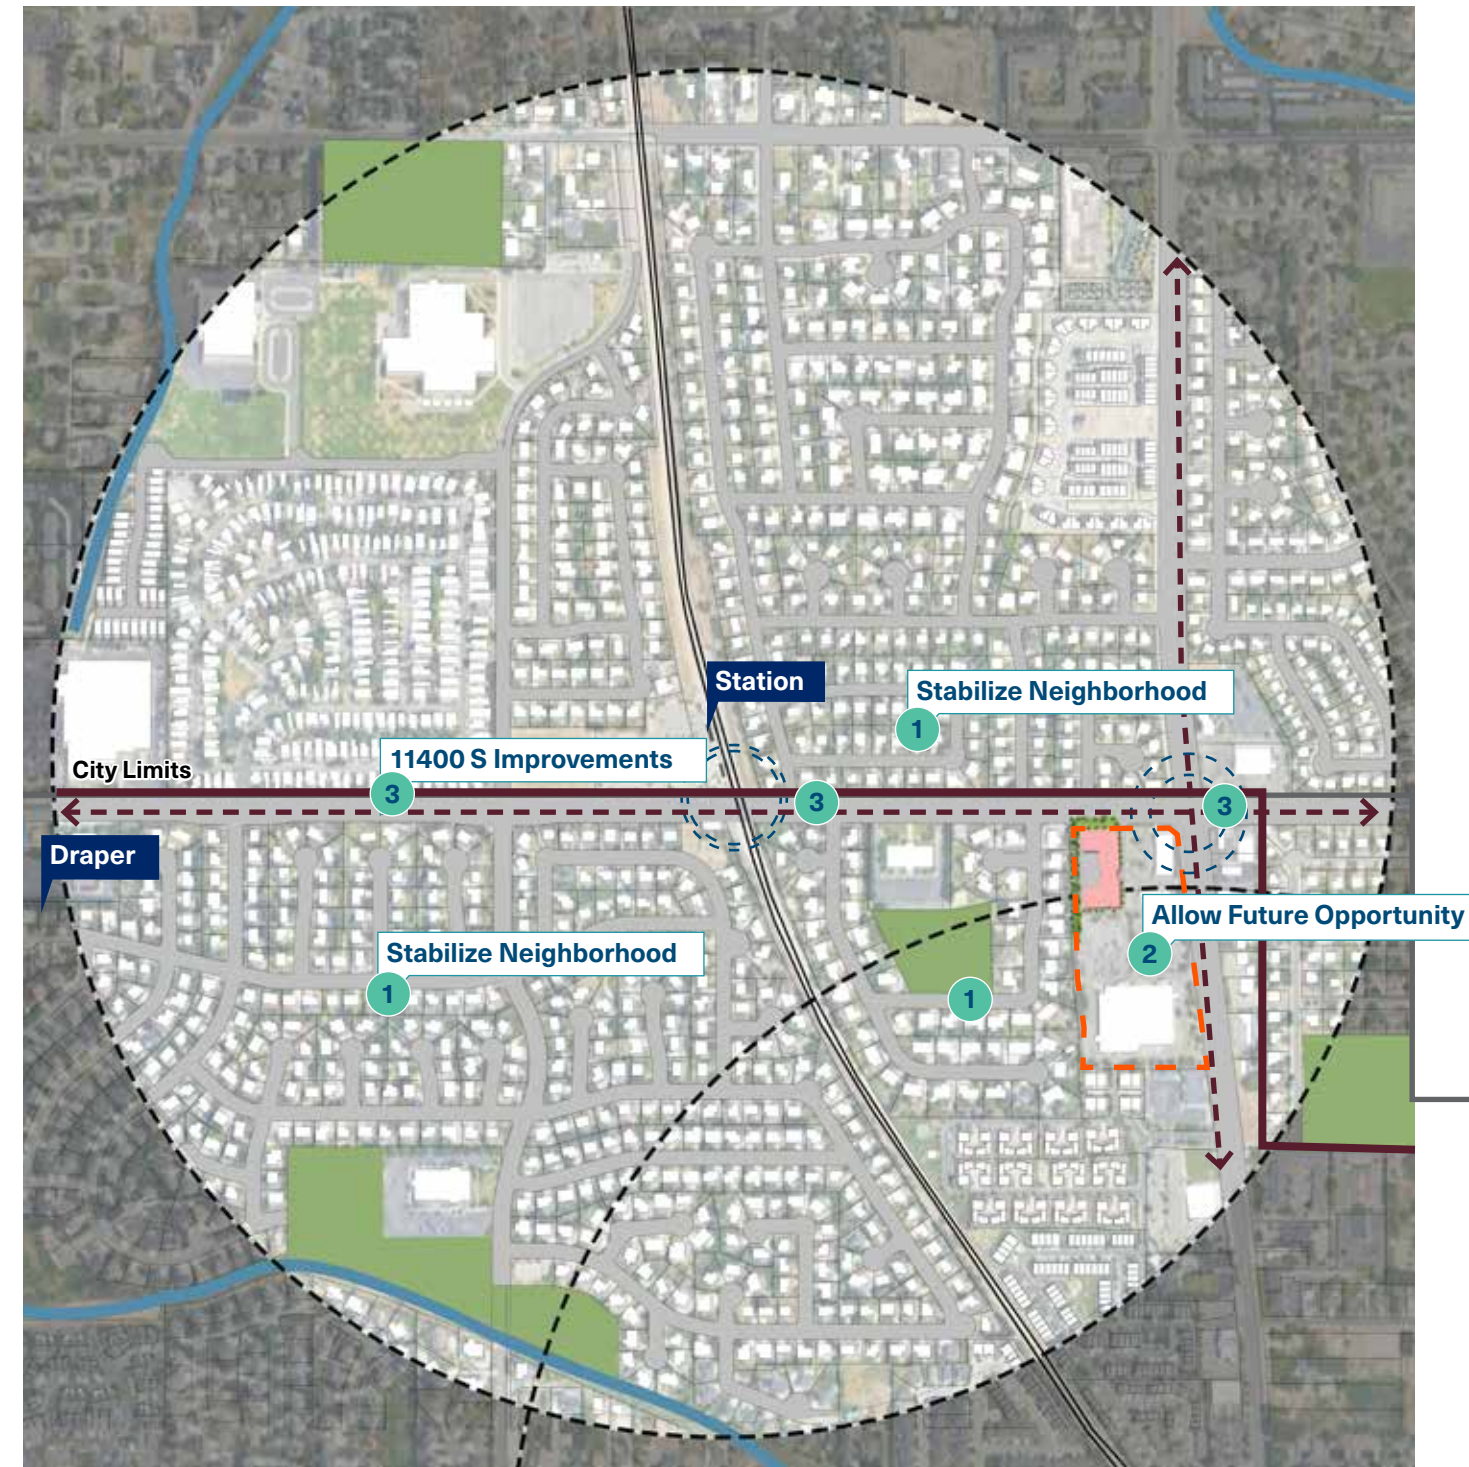 Station
Stabilize Neighborhood
1
11400 S Improvements
City Limits
3
3
3
Draper
Allow Future Opportunity
Stabilize Neighborhood
2
1
1